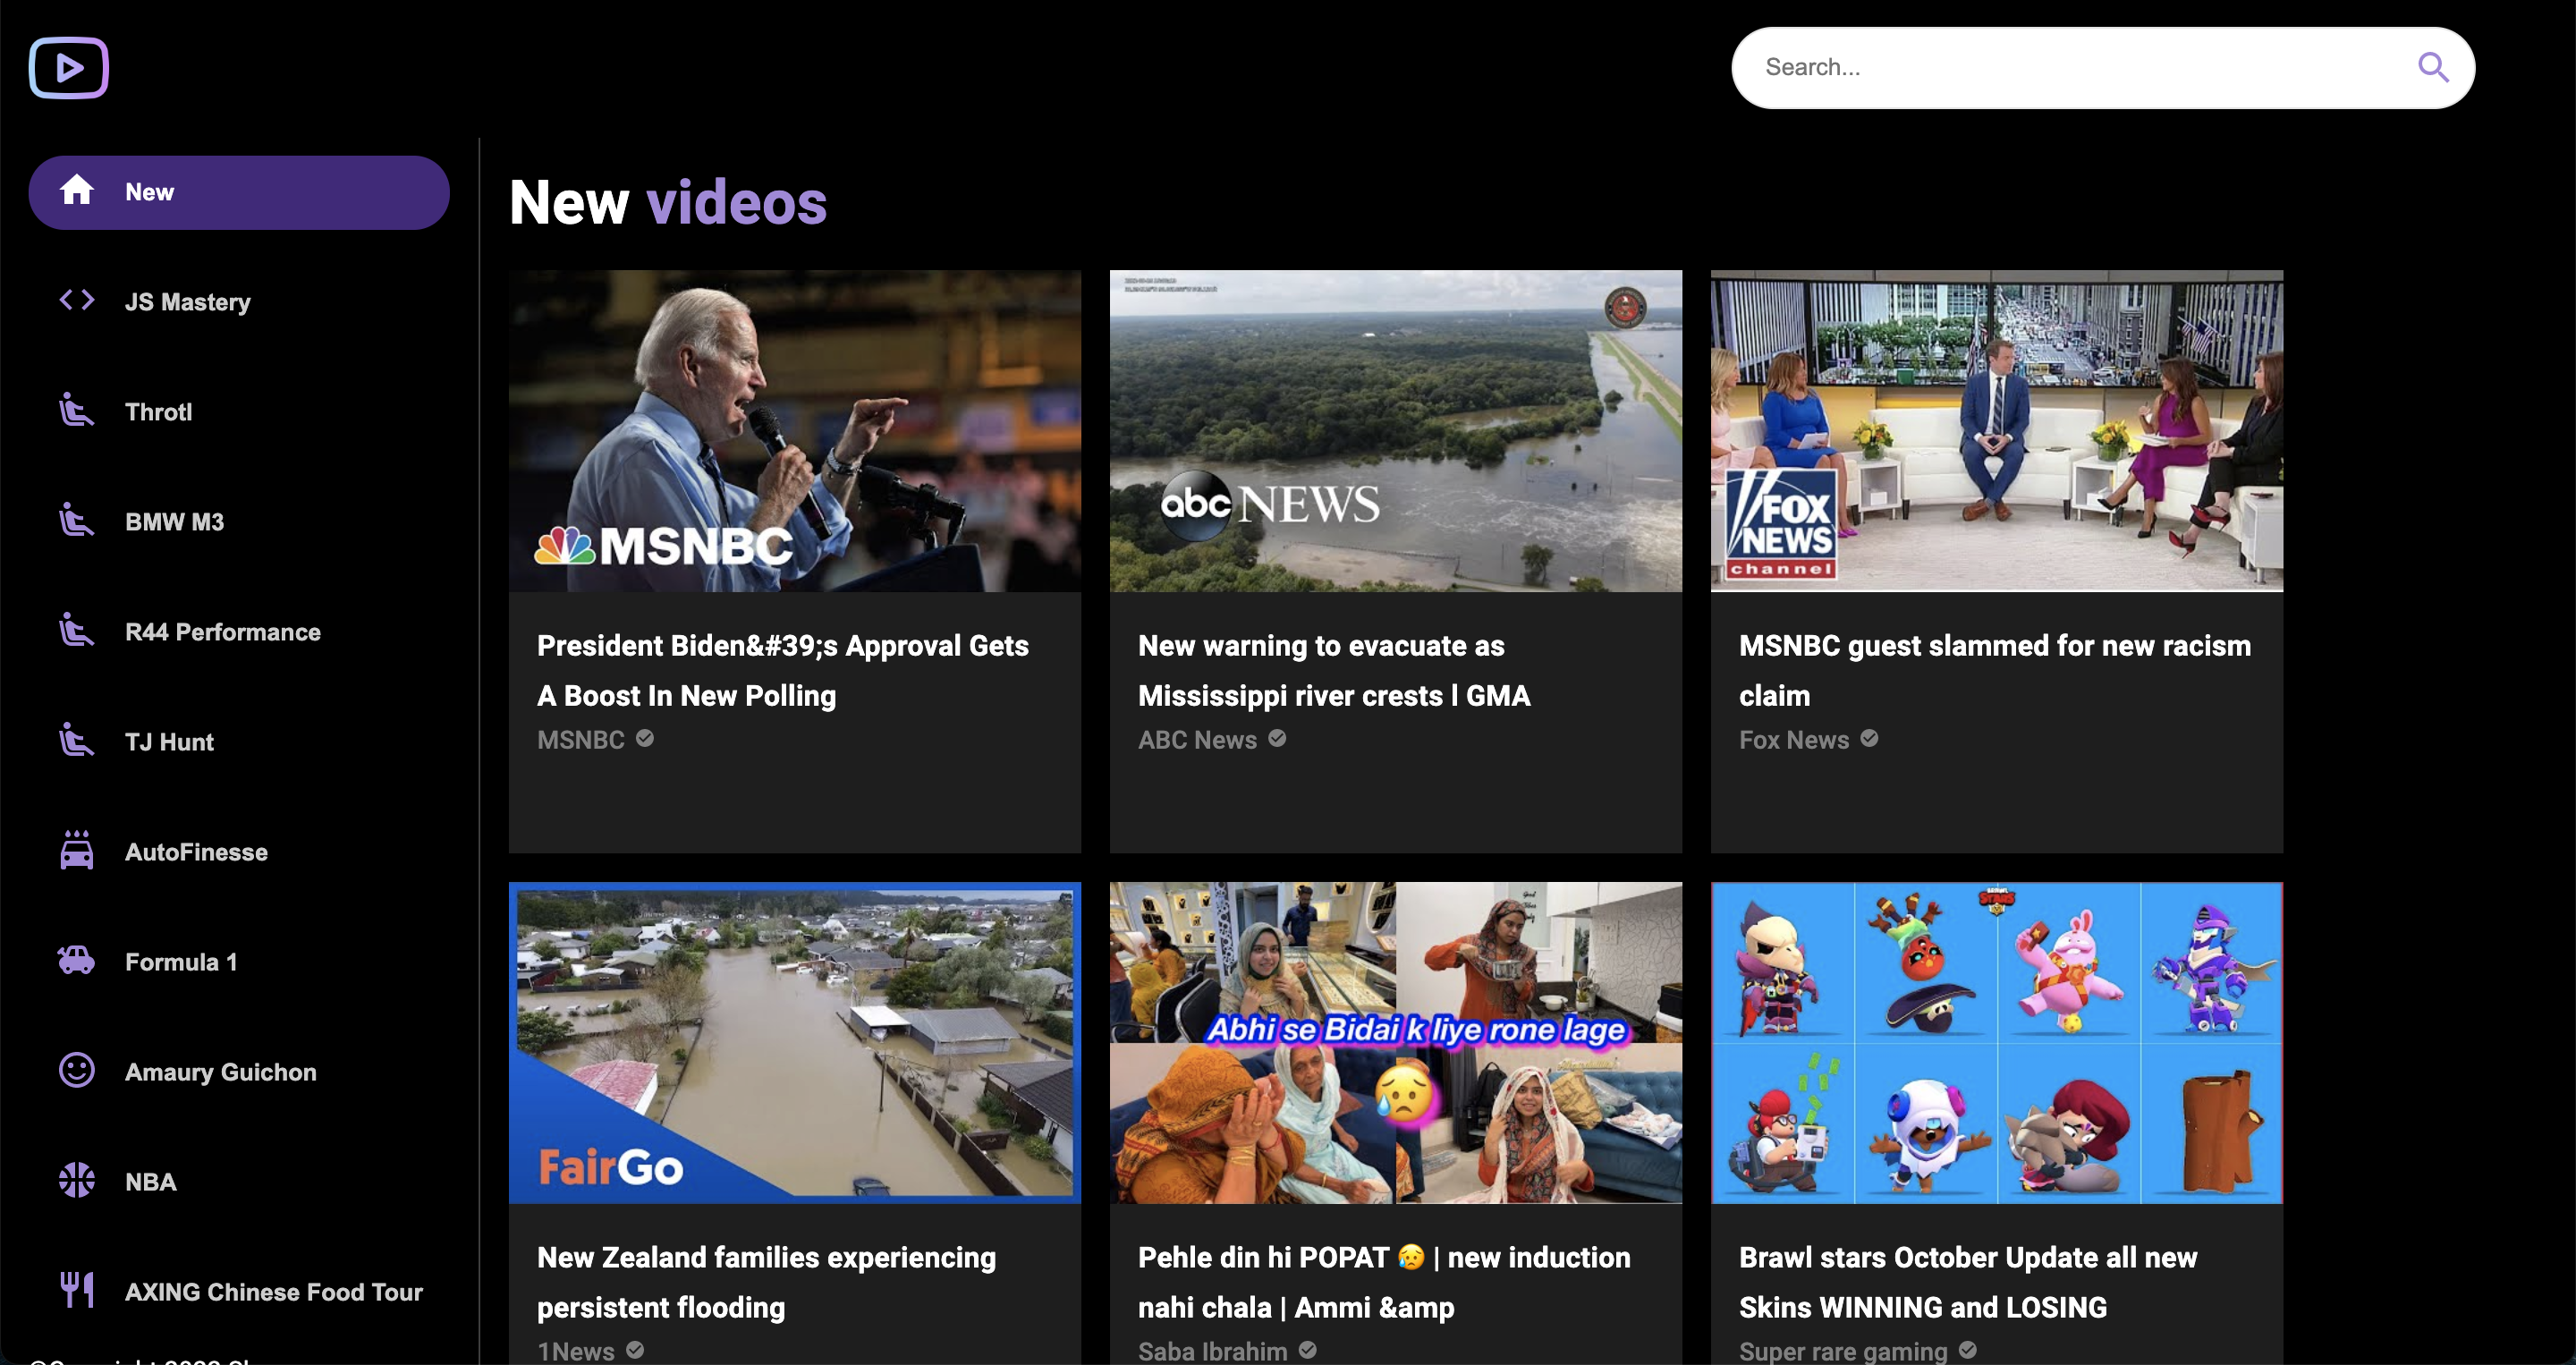 Search...
New
JS Mastery
Throtl
BMW M3
R44 Performance
TJ Hunt
AutoFinesse
Formula 1
Amaury Guichon
NBA
AXING Chinese Food Tour
New videos
MSNBC
abc NEWS
FOX
NEWS
channel
President Biden&#39;s Approval Gets
A Boost In New Polling
MSNBC
New warning to evacuate as
Mississippi river crests l GMA
ABC News
MSNBC guest slammed for new racism
claim
Fox News
FairGo
Abhi se Bidai k liye rone lage
STARS
New Zealand families experiencing
persistent flooding
1News
Pehle din hi POPAT 😥 | new induction
nahi chala | Ammi &amp
Saba Ibrahim
Brawl stars October Update all new
Skins WINNING and LOSING
Super rare gaming